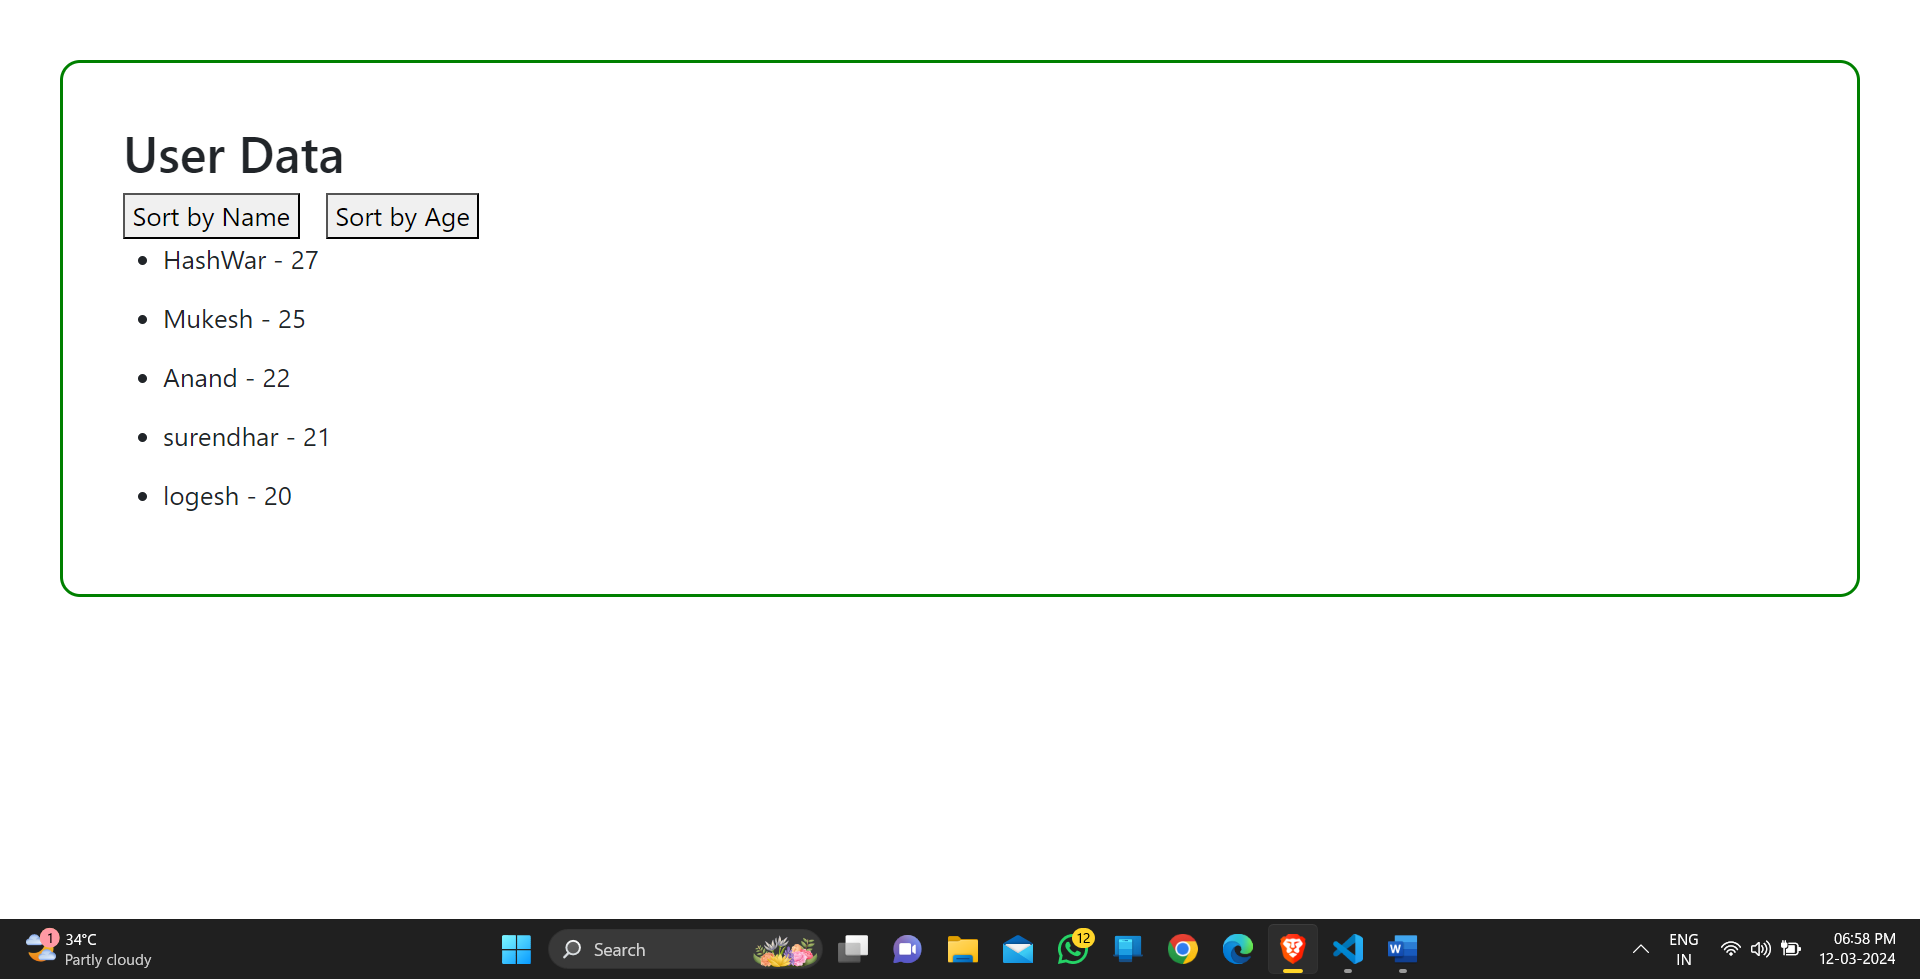 User Data
Sort by Name Sort by Age
HashWar - 27
Mukesh - 25
Anand - 22
surendhar - 21
logesh - 20
1 34°C
Partly cloudy
Search
12
W
ENG
IN
06:58 PM
12-03-2024